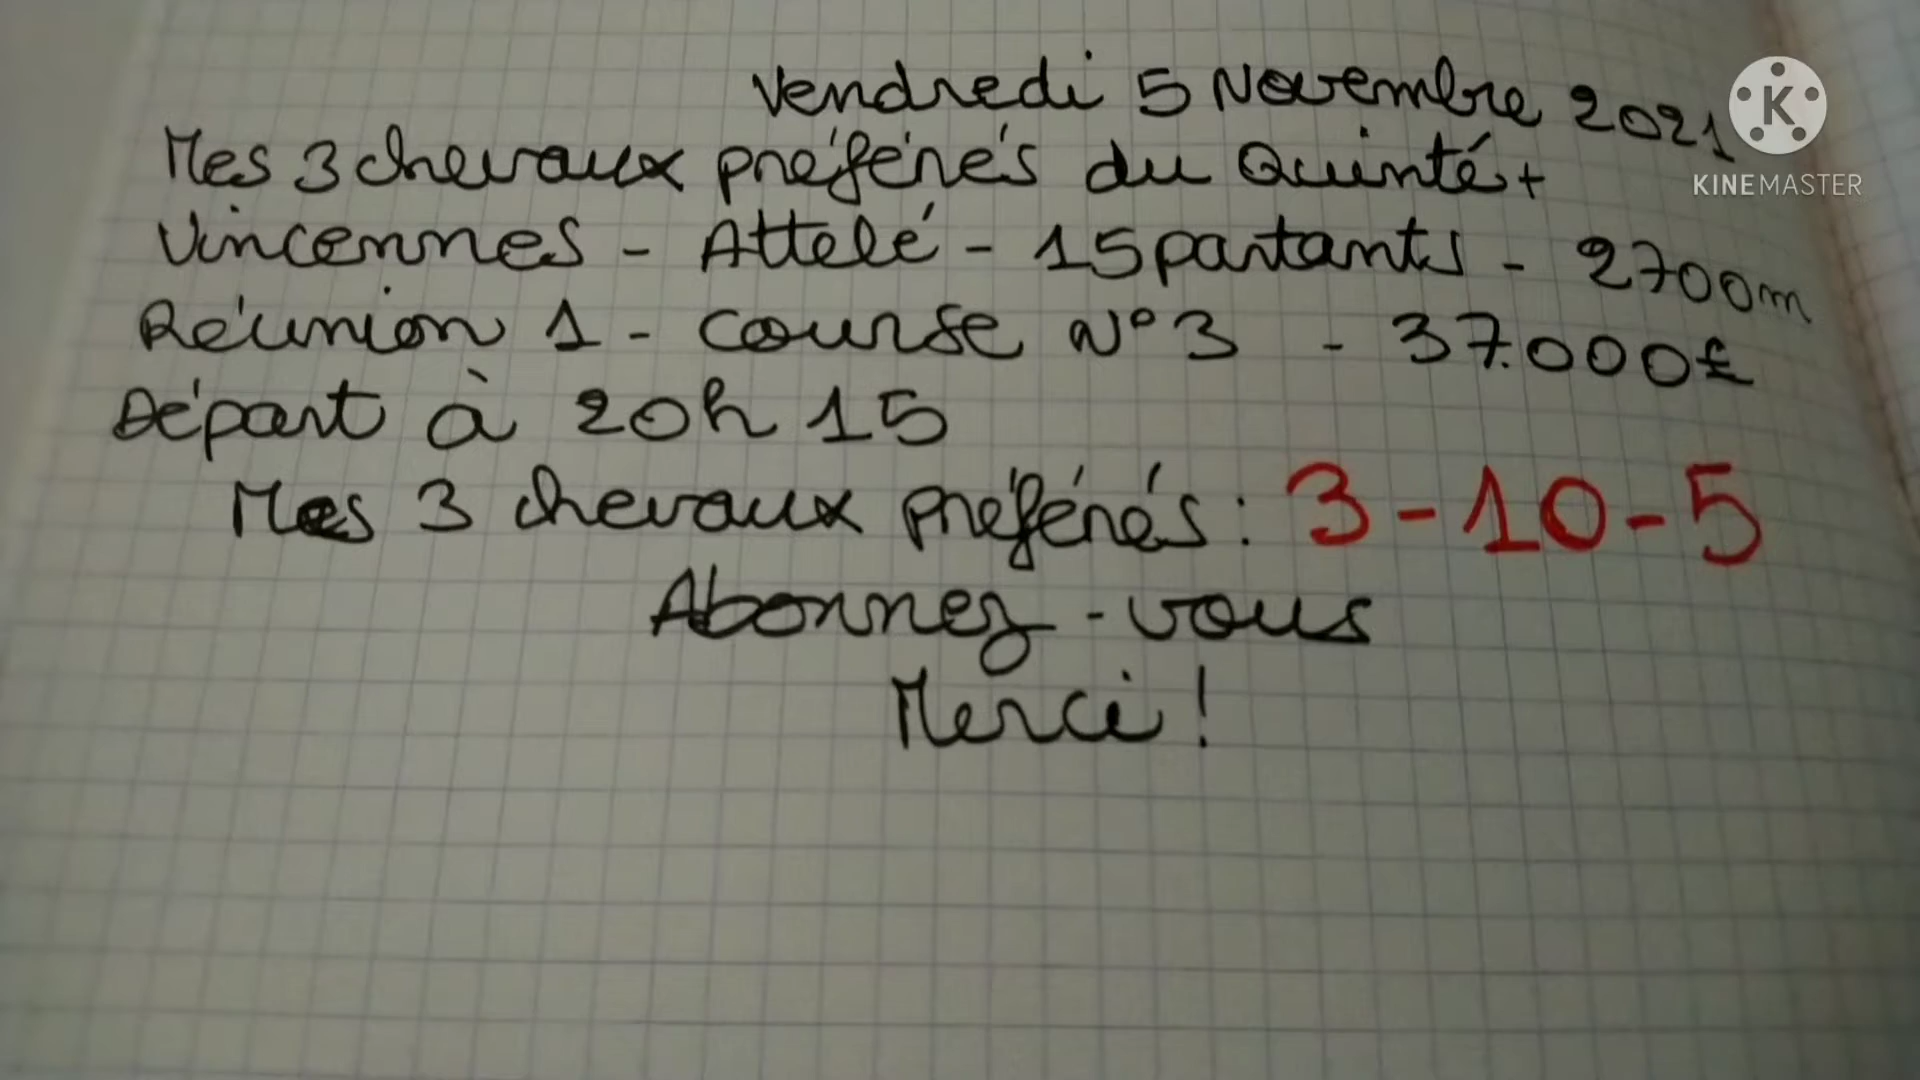 Vendredi 5 Novembre 2021
Mes 3 chevaux préférés du Quinté+
Vincennes - Attelé - 15 partants - 2700m
Réunion 1 - Course N° 3 - 37.000£
Départ à 20h15
Mes 3 chevaux préférés : 3-10-5
Abonnez-vous
Merci !
K
KINEMASTER